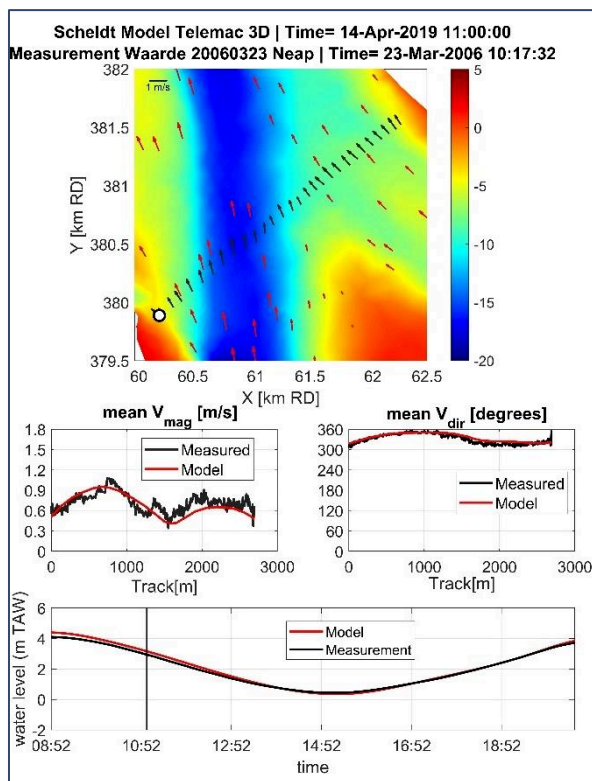 Scheldt Model Telemac 3D | Time= 14-Apr-2019 11:00:00
Measurement Waarde 20060323 Neap | Time= 23-Mar-2006 10:17:32
382
381.5
381
380.5
380
379.5
Y [km RD]
1 m/s
60 60.5 61 61.5 62 62.5
X [km RD]
5
0
-5
-10
-15
-20
mean V_mag [m/s]
1.8
1.5
1.2
0.9
0.6
0.3
0
Measured
Model
0 1000 2000 3000
Track[m]
mean V_dir [degrees]
360
300
240
180
120
60
0
Measured
Model
0 1000 2000 3000
Track[m]
water level (m TAW)
6
4
2
0
-2
Model
Measurement
08:52 10:52 12:52 14:52 16:52 18:52
time